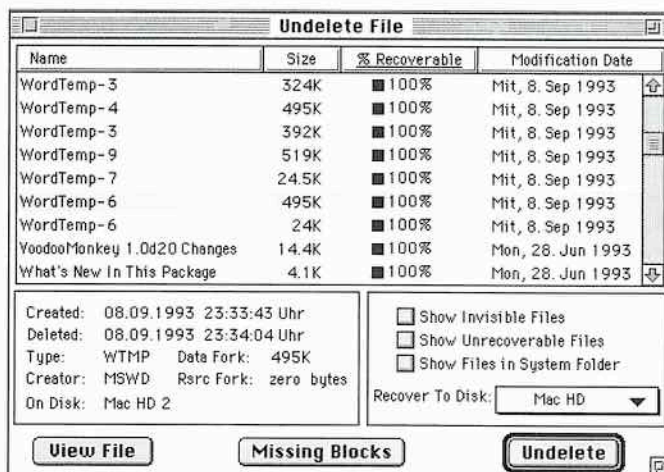 Undelete File
Name Size % Recoverable Modification Date
WordTemp-3 324K 100% Mit, 8. Sep 1993
WordTemp-4 495K 100% Mit, 8. Sep 1993
WordTemp-3 392K 100% Mit, 8. Sep 1993
WordTemp-9 519K 100% Mit, 8. Sep 1993
WordTemp-7 24.5K 100% Mit, 8. Sep 1993
WordTemp-6 495K 100% Mit, 8. Sep 1993
WordTemp-6 24K 100% Mit, 8. Sep 1993
VoodooMonkey 1.0d20 Changes 14.4K 100% Mon, 28. Jun 1993
What's New In This Package 4.1K 100% Mon, 28. Jun 1993
Created: 08.09.1993 23:33:43 Uhr
Deleted: 08.09.1993 23:34:04 Uhr
Type: WTMP Data Fork: 495K
Creator: MSWD Rsrc Fork: zero bytes
On Disk: Mac HD 2
Show Invisible Files
Show Unrecoverable Files
Show Files in System Folder
Recover To Disk: Mac HD
View File Missing Blocks Undelete